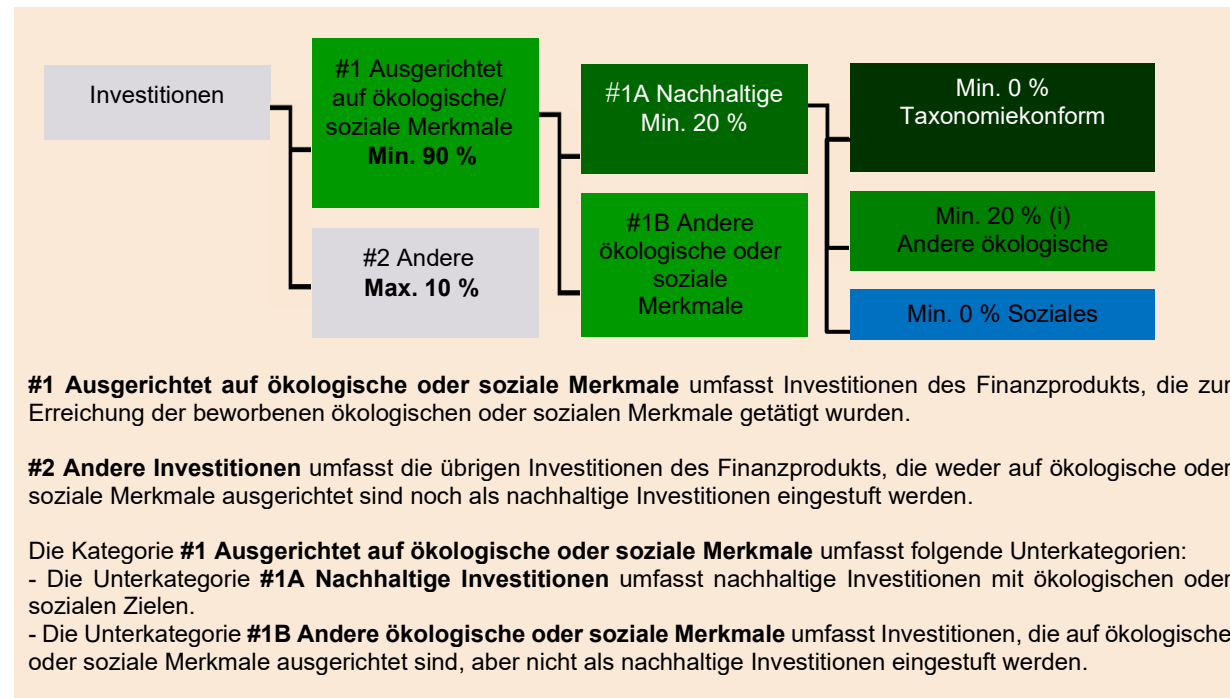 Investitionen
#1 Ausgerichtet
auf ökologische/
soziale Merkmale
Min. 90 %
#2 Andere
Max. 10 %
#1A Nachhaltige
Min. 20 %
#1B Andere
ökologische oder
soziale
Merkmale
Min. 0 %
Taxonomiekonform
Min. 20 % (i)
Andere ökologische
Min. 0 % Soziales
#1 Ausgerichtet auf ökologische oder soziale Merkmale umfasst Investitionen des Finanzprodukts, die zur
Erreichung der beworbenen ökologischen oder sozialen Merkmale getätigt wurden.
#2 Andere Investitionen umfasst die übrigen Investitionen des Finanzprodukts, die weder auf ökologische oder
soziale Merkmale ausgerichtet sind noch als nachhaltige Investitionen eingestuft werden.
Die Kategorie #1 Ausgerichtet auf ökologische oder soziale Merkmale umfasst folgende Unterkategorien:
- Die Unterkategorie #1A Nachhaltige Investitionen umfasst nachhaltige Investitionen mit ökologischen oder
sozialen Zielen.
- Die Unterkategorie #1B Andere ökologische oder soziale Merkmale umfasst Investitionen, die auf ökologische
oder soziale Merkmale ausgerichtet sind, aber nicht als nachhaltige Investitionen eingestuft werden.